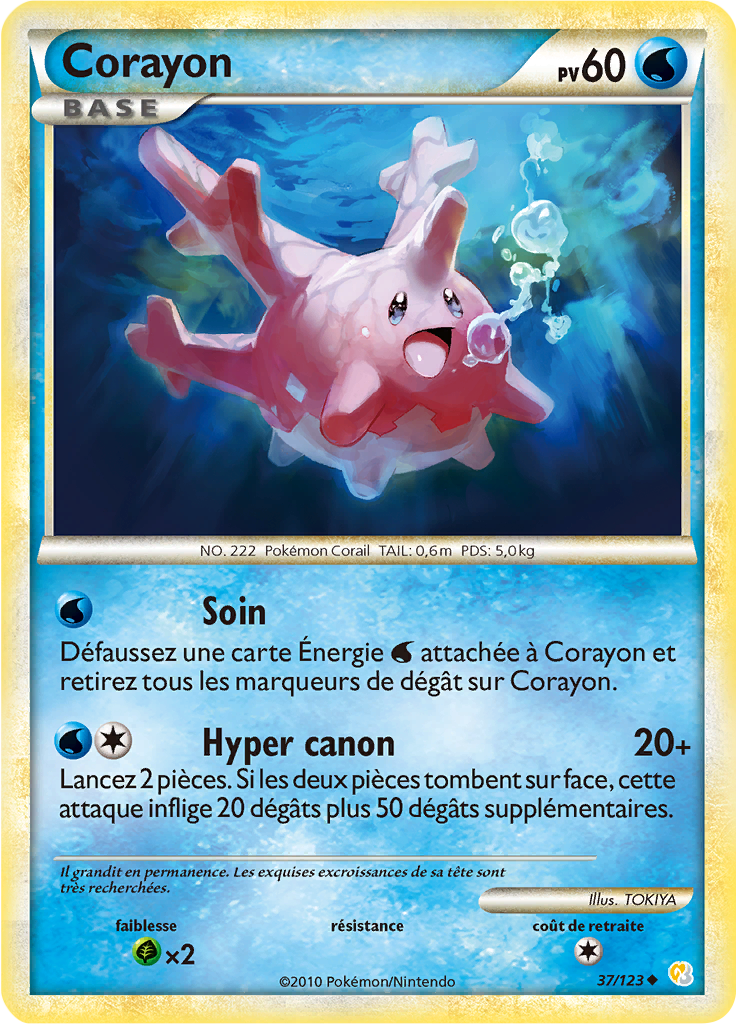 Corayon
PV60
BASE
NO. 222 Pokémon Corail TAIL: 0,6m PDS: 5,0kg
Soin
Défaussez une carte Énergie attachée à Corayon et
retirez tous les marqueurs de dégât sur Corayon.
Hyper canon 20+
Lancez 2 pièces. Si les deux pièces tombent sur face, cette
attaque inflige 20 dégâts plus 50 dégâts supplémentaires.
Il grandit en permanence. Les exquises excroissances de sa tête sont
très recherchées.
Illus. TOKIYA
faiblesse résistance coût de retraite
×2
©2010 Pokémon/Nintendo 37/123